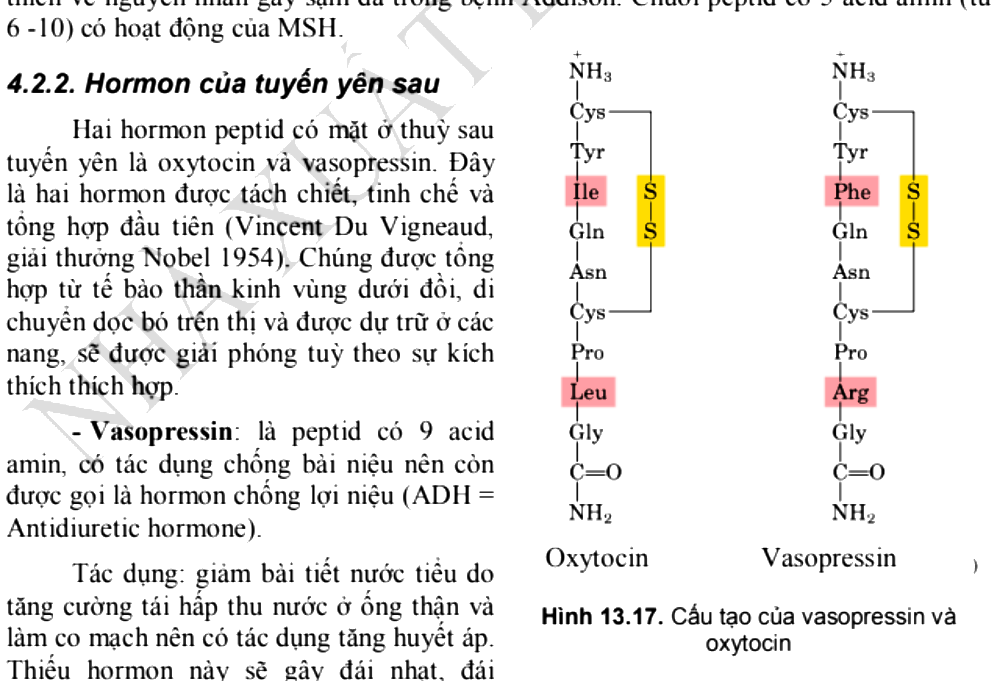 thích về nguyên nhân gây sạm da trong bệnh Addison. Chuỗi peptid có 5 acid amin (từ
6 -10) có hoạt động của MSH.
4.2.2. Hormon của tuyến yên sau
Hai hormon peptid có mặt ở thuỳ sau
tuyến yên là oxytocin và vasopressin. Đây
là hai hormon được tách chiết, tinh chế và
tổng hợp đầu tiên (Vincent Du Vigneaud,
giải thưởng Nobel 1954). Chúng được tổng
hợp từ tế bào thần kinh vùng dưới đồi, di
chuyển dọc bó trên thị và được dự trữ ở các
nang, sẽ được giải phóng tuỳ theo sự kích
thích thích hợp.
- Vasopressin: là peptid có 9 acid
amin, có tác dụng chống bài niệu nên còn
được gọi là hormon chống lợi niệu (ADH =
Antidiuretic hormone).
Tác dụng: giảm bài tiết nước tiểu do
tăng cường tái hấp thu nước ở ống thận và
làm co mạch nên có tác dụng tăng huyết áp.
Thiếu hormon này sẽ gây đái nhạt, đái
+
NH3
Cys
Tyr
Ile
Gln
Asn
Cys
Pro
Leu
Gly
C=O
NH2
S
S
Oxytocin
+
NH3
Cys
Tyr
Phe
Gln
Asn
Cys
Pro
Arg
Gly
C=O
NH2
S
S
Vasopressin
)
Hình 13.17. Cấu tạo của vasopressin và
oxytocin
NHÀ XUẤT